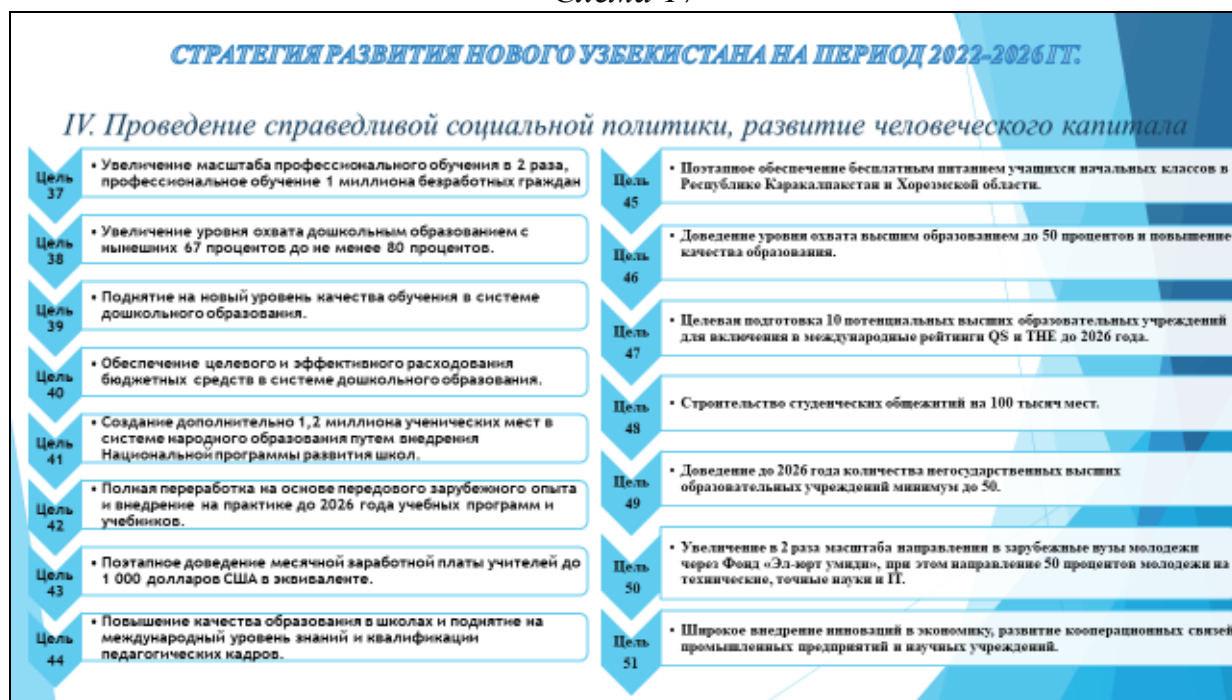 СТРАТЕГИЯ РАЗВИТИЯ НОВОГО УЗБЕКИСТАНА НА ПЕРИОД 2022-2026 ГГ.
IV. Проведение справедливой социальной политики, развитие человеческого капитала
Цель
37
• Увеличение масштаба профессионального обучения в 2 раза,
профессиональное обучение 1 миллиона безработных граждан
Цель
38
• Увеличение уровня охвата дошкольным образованием с
нынешних 67 процентов до не менее 80 процентов.
Цель
39
• Поднятие на новый уровень качества обучения в системе
дошкольного образования.
Цель
40
• Обеспечение целевого и эффективного расходования
бюджетных средств в системе дошкольного образования.
Цель
41
• Создание дополнительно 1,2 миллиона ученических мест в
системе народного образования путем внедрения
Национальной программы развития школ.
Цель
42
• Полная переработка на основе передового зарубежного опыта
и внедрение на практике до 2026 года учебных программ и
учебников.
Цель
43
• Поэтапное доведение месячной заработной платы учителей до
1 000 долларов США в эквиваленте.
Цель
44
• Повышение качества образования в школах и поднятие на
международный уровень знаний и квалификации
педагогических кадров.
Цель
45
• Поэтапное обеспечение бесплатным питанием учащихся начальных классов в
Республике Каракалпакстан и Хорезмской области.
Цель
46
• Доведение уровня охвата высшим образованием до 50 процентов и повышение
качества образования.
Цель
47
• Целевая подготовка 10 потенциальных высших образовательных учреждений
для включения в международные рейтинги QS и THE до 2026 года.
Цель
48
• Строительство студенческих общежитий на 100 тысяч мест.
Цель
49
• Доведение до 2026 года количества негосударственных высших
образовательных учреждений минимум до 50.
Цель
50
• Увеличение в 2 раза масштаба направления в зарубежные вузы молодежи
через Фонд «Эл-юрт умиди», при этом направление 50 процентов молодежи на
технические, точные науки и IT.
Цель
51
• Широкое внедрение инноваций в экономику, развитие кооперационных связей
промышленных предприятий и научных учреждений.